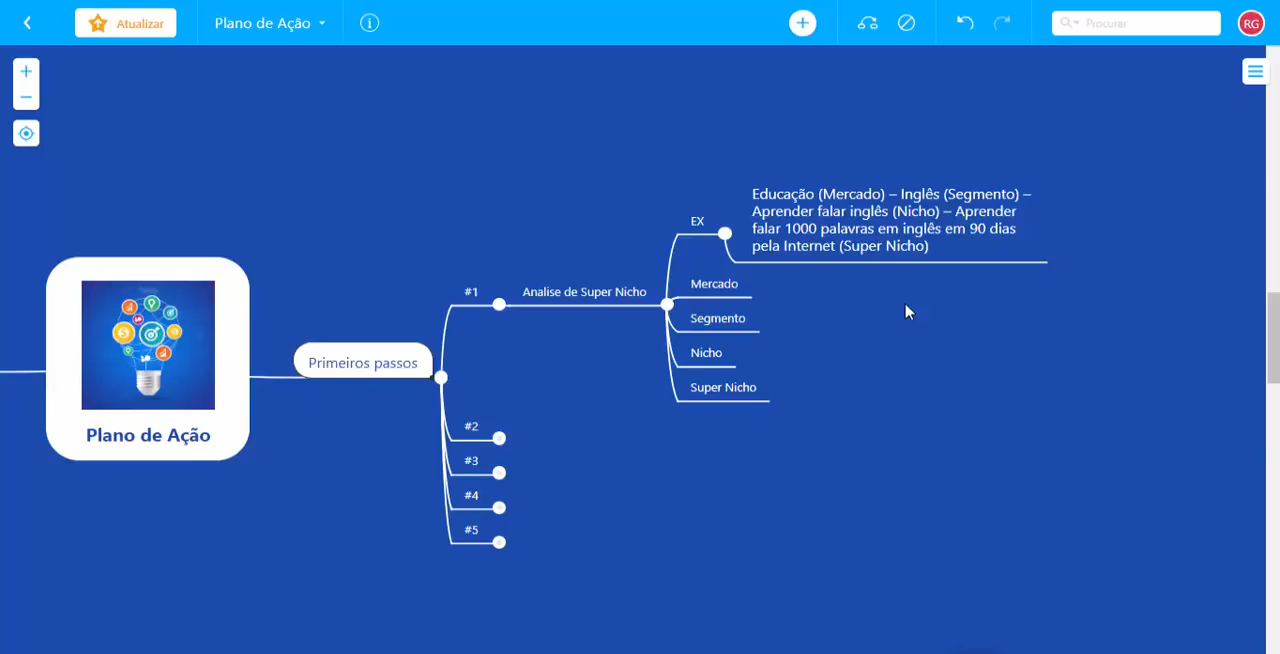 Atualizar
Plano de Ação
Procurar
RG
Educação (Mercado) – Inglês (Segmento) –
Aprender falar inglês (Nicho) – Aprender
falar 1000 palavras em inglês em 90 dias
pela Internet (Super Nicho)
EX
Mercado
#1
Analise de Super Nicho
Segmento
Nicho
Primeiros passos
Super Nicho
#2
Plano de Ação
#3
#4
#5